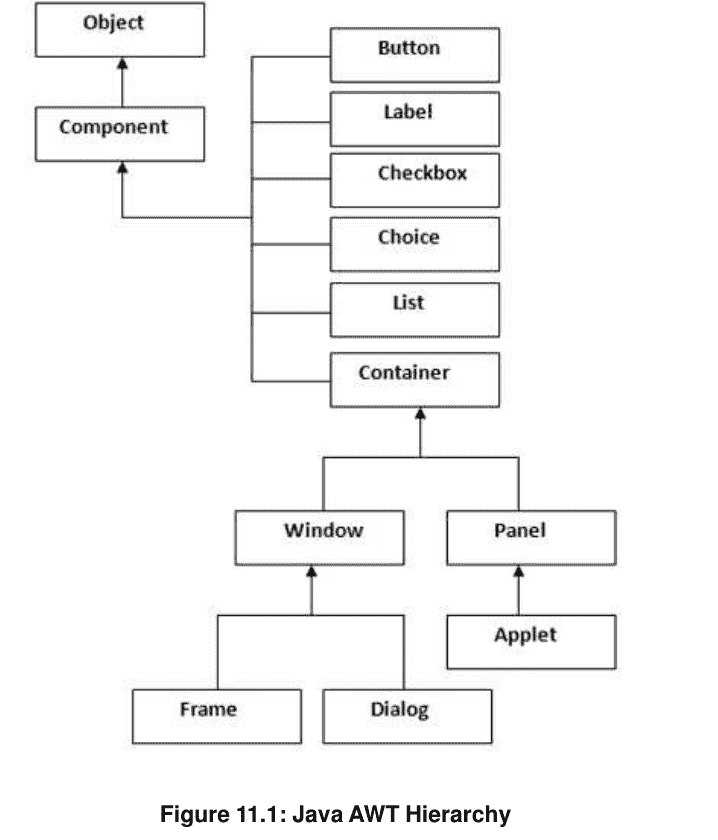 Object
Component
Button
Label
Checkbox
Choice
List
Container
Window
Panel
Applet
Frame
Dialog
Figure 11.1: Java AWT Hierarchy